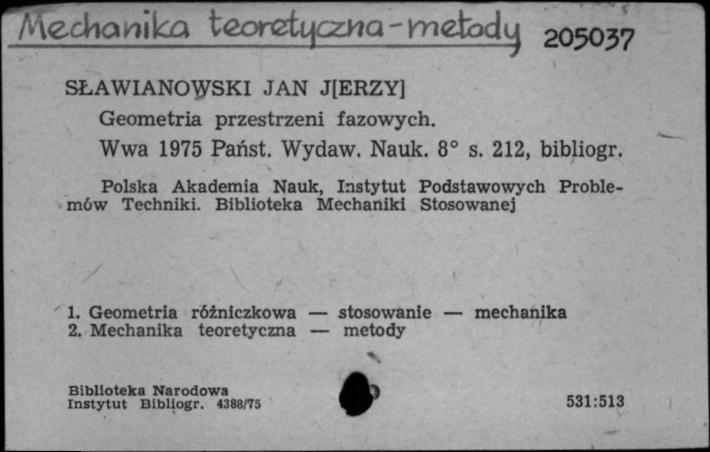 Mechanika teoretyczna - metody 205037
SŁAWIANOWSKI JAN J[ERZY]
Geometria przestrzeni fazowych.
Wwa 1975 Państ. Wydaw. Nauk. 8° s. 212, bibliogr.
Polska Akademia Nauk, Instytut Podstawowych Proble-
mów Techniki. Biblioteka Mechaniki Stosowanej
1. Geometria różniczkowa — stosowanie — mechanika
2. Mechanika teoretyczna — metody
Biblioteka Narodowa
Instytut Bibliogr. 4388/75 531:513